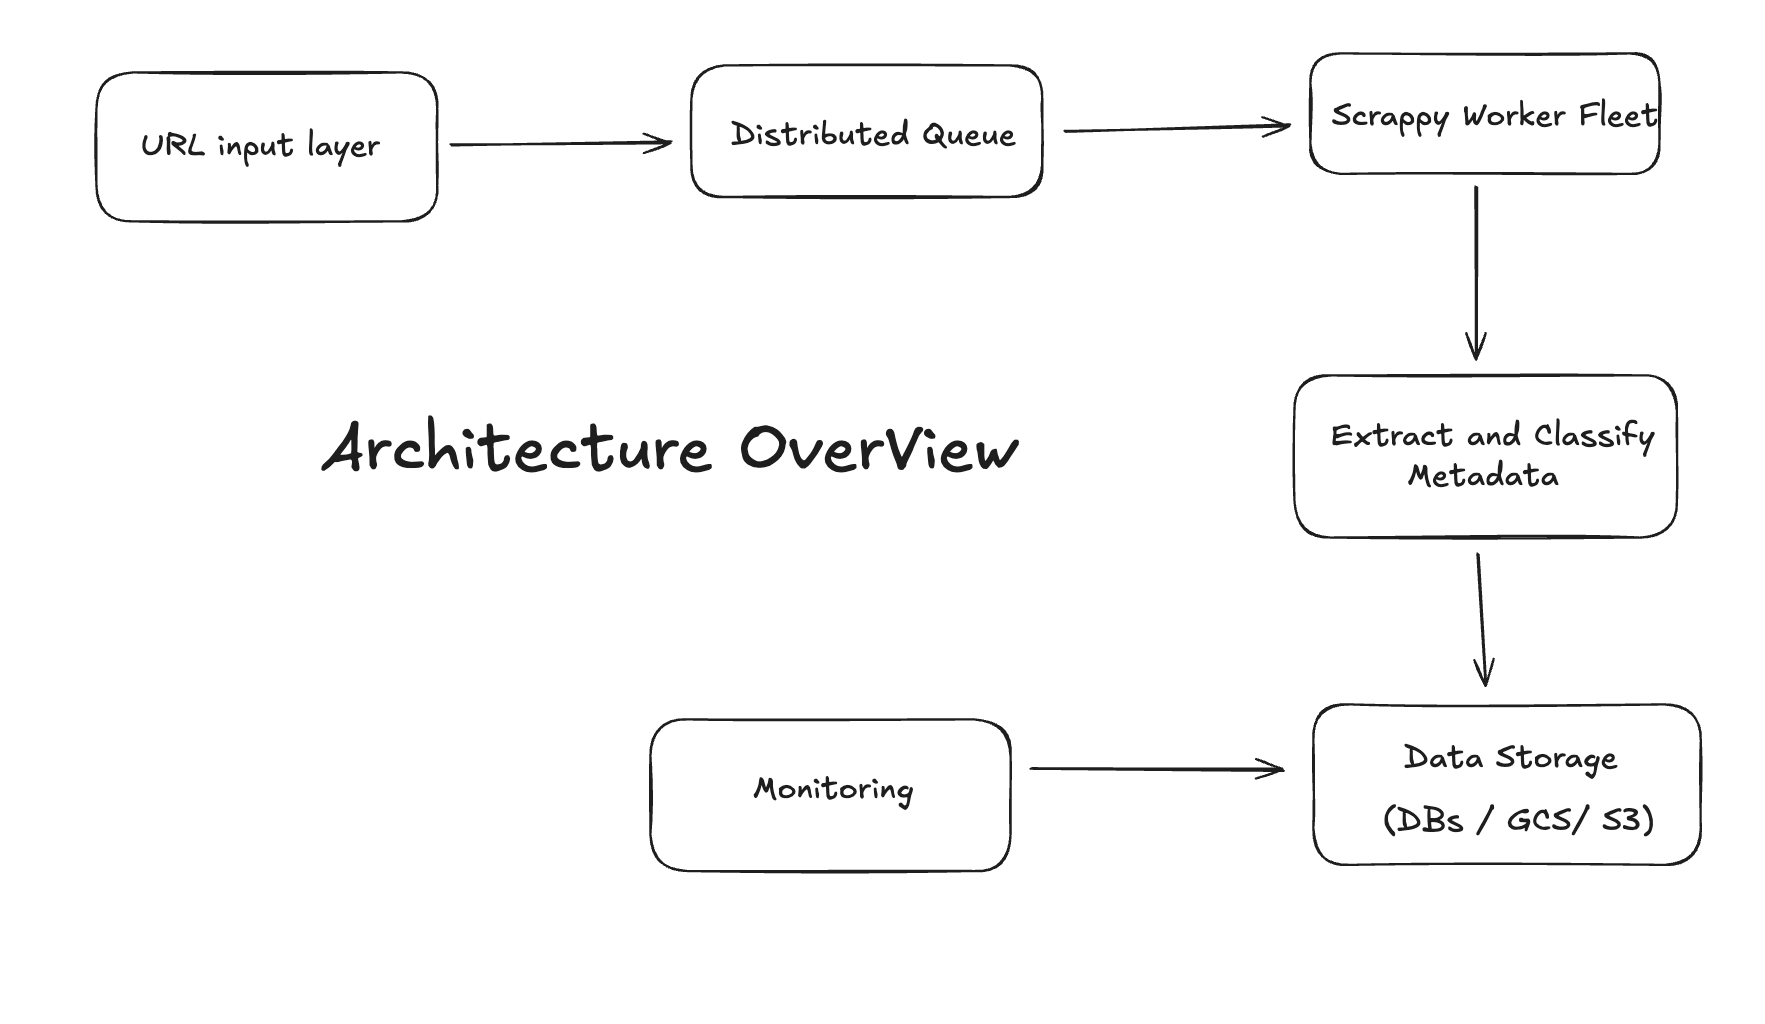 URL input layer
Distributed Queue
Scrappy Worker Fleet
Architecture OverView
Extract and Classify
Metadata
Monitoring
Data Storage
(DBs / GCS/ S3)